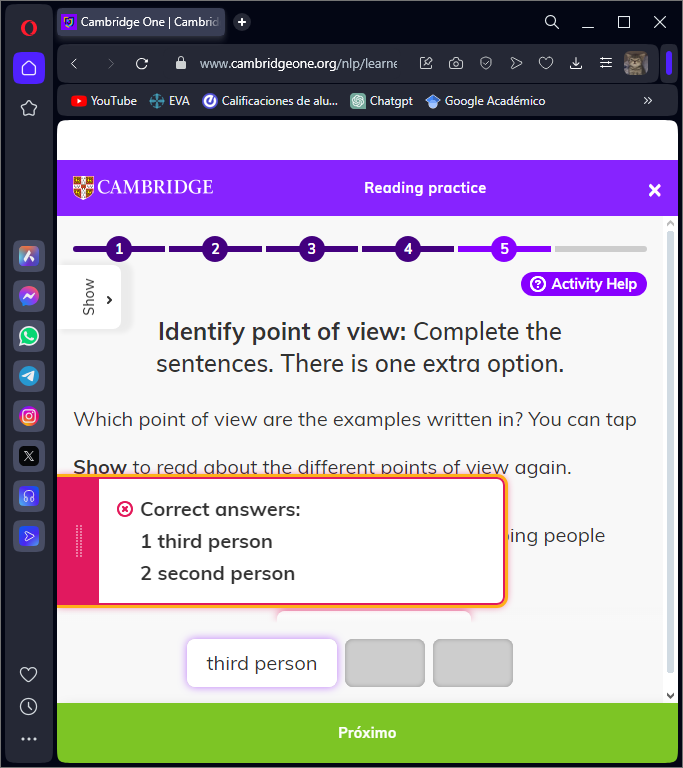 Cambridge One | Cambrid
www.cambridgeone.org/nlp/learne
YouTube
EVA
Calificaciones de alu...
Chatgpt
Google Académico
CAMBRIDGE
Reading practice
1
2
3
4
5
Show
Activity Help
Identify point of view: Complete the
sentences. There is one extra option.
Which point of view are the examples written in? You can tap
Show to read about the different points of view again.
Correct answers:
1 third person
2 second person
ing people
third person
Próximo